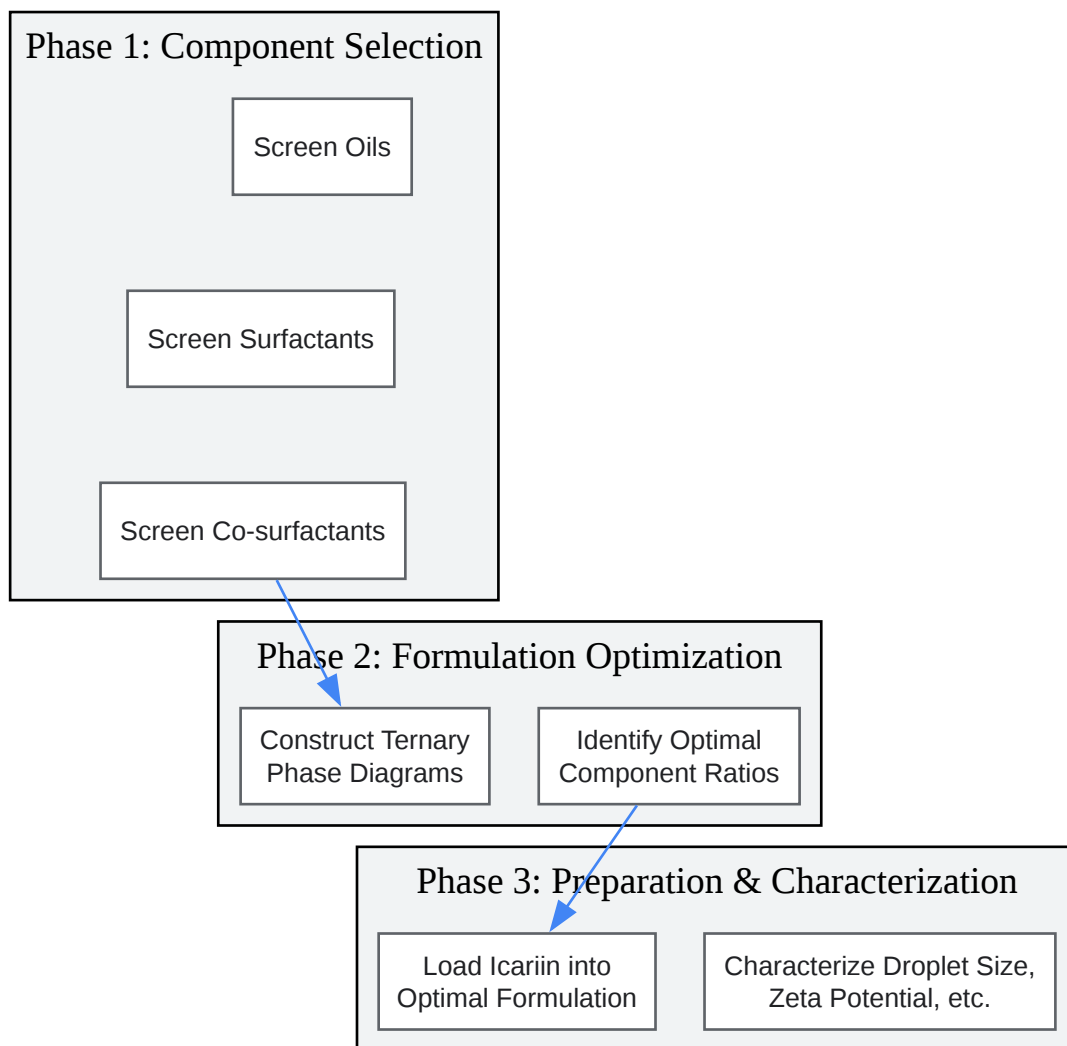 Phase 1: Component Selection
Screen Oils
Screen Surfactants
Screen Co-surfactants
Phase 2: Formulation Optimization
Construct Ternary
Phase Diagrams
Identify Optimal
Component Ratios
Phase 3: Preparation & Characterization
Load Icariin into
Optimal Formulation
Characterize Droplet Size,
Zeta Potential, etc.